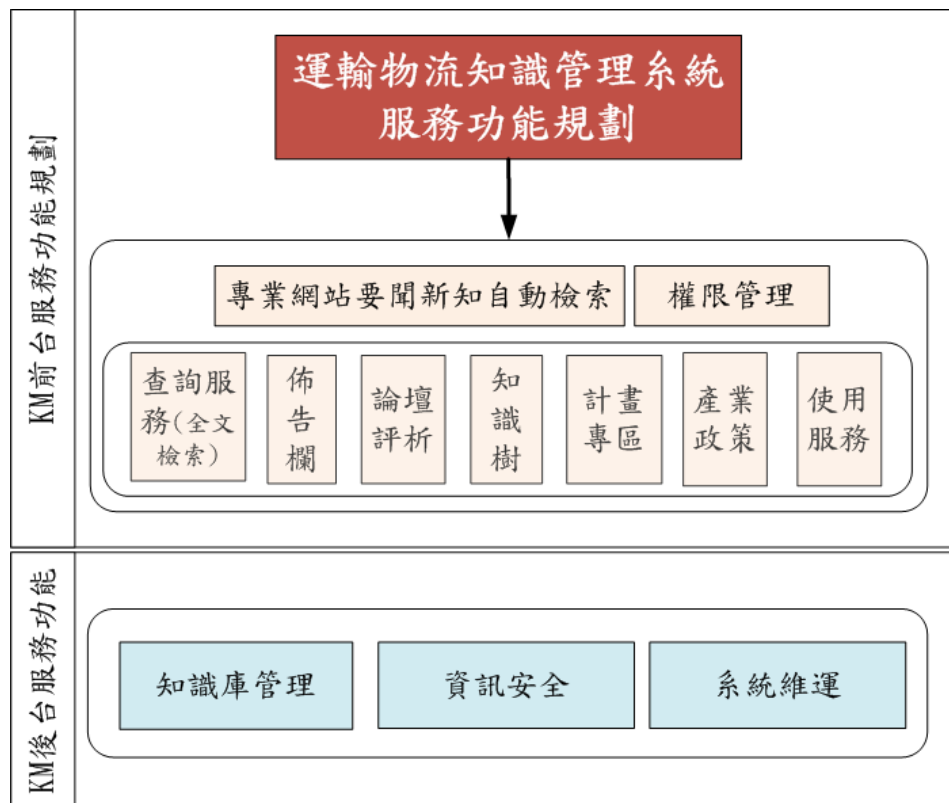 運輸物流知識管理系統
服務功能規劃
KM前台服務功能規劃
專業網站要聞新知自動檢索
權限管理
查詢服
務(全文
檢索)
佈
告
欄
論壇
評析
知
識
樹
計畫
專區
產業
政策
使用
服務
KM後台服務功能
知識庫管理
資訊安全
系統維運